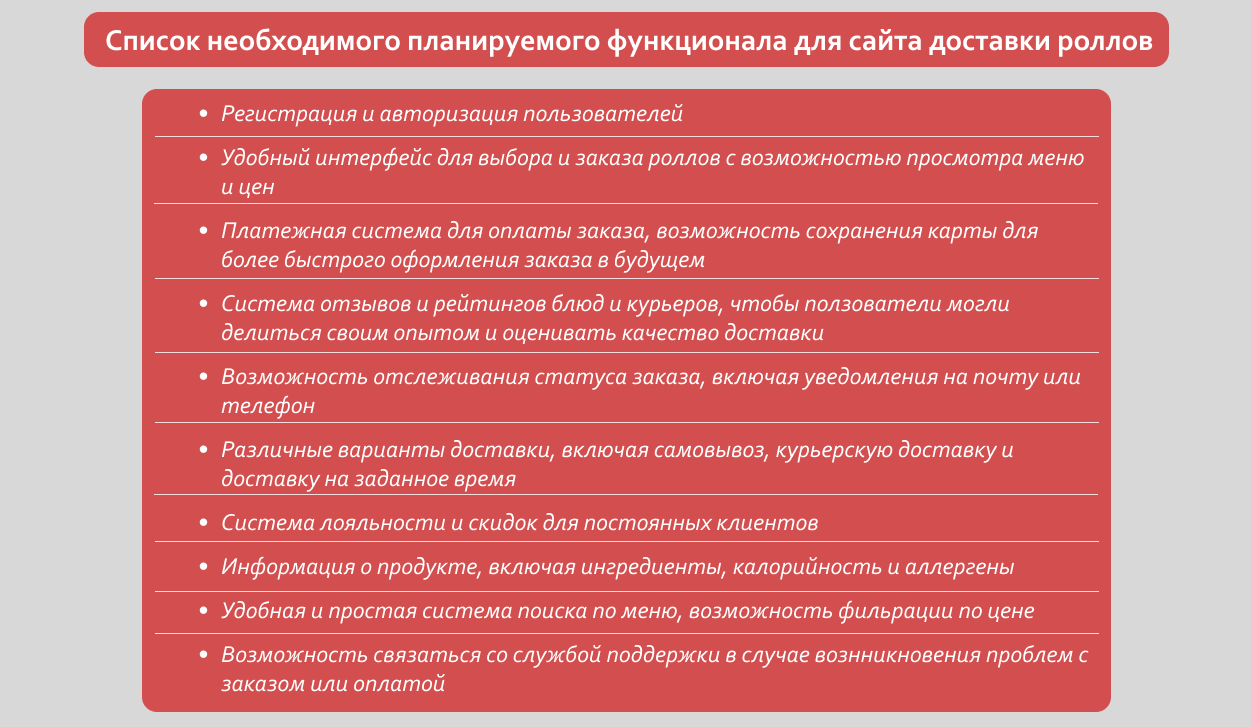 Список необходимого планируемого функционала для сайта доставки роллов
• Регистрация и авторизация пользователей
• Удобный интерфейс для выбора и заказа роллов с возможностью просмотра меню
и цен
• Платежная система для оплаты заказа, возможность сохранения карты для
более быстрого оформления заказа в будущем
• Система отзывов и рейтингов блюд и курьеров, чтобы ползователи могли
делиться своим опытом и оценивать качество доставки
• Возможность отслеживания статуса заказа, включая уведомления на почту или
телефон
• Различные варианты доставки, включая самовывоз, курьерскую доставку и
доставку на заданное время
• Система лояльности и скидок для постоянных клиентов
• Информация о продукте, включая ингредиенты, калорийность и аллергены
• Удобная и простая система поиска по меню, возможность фильрации по цене
• Возможность связаться со службой поддержки в случае вознникновения проблем с
заказом или оплатой